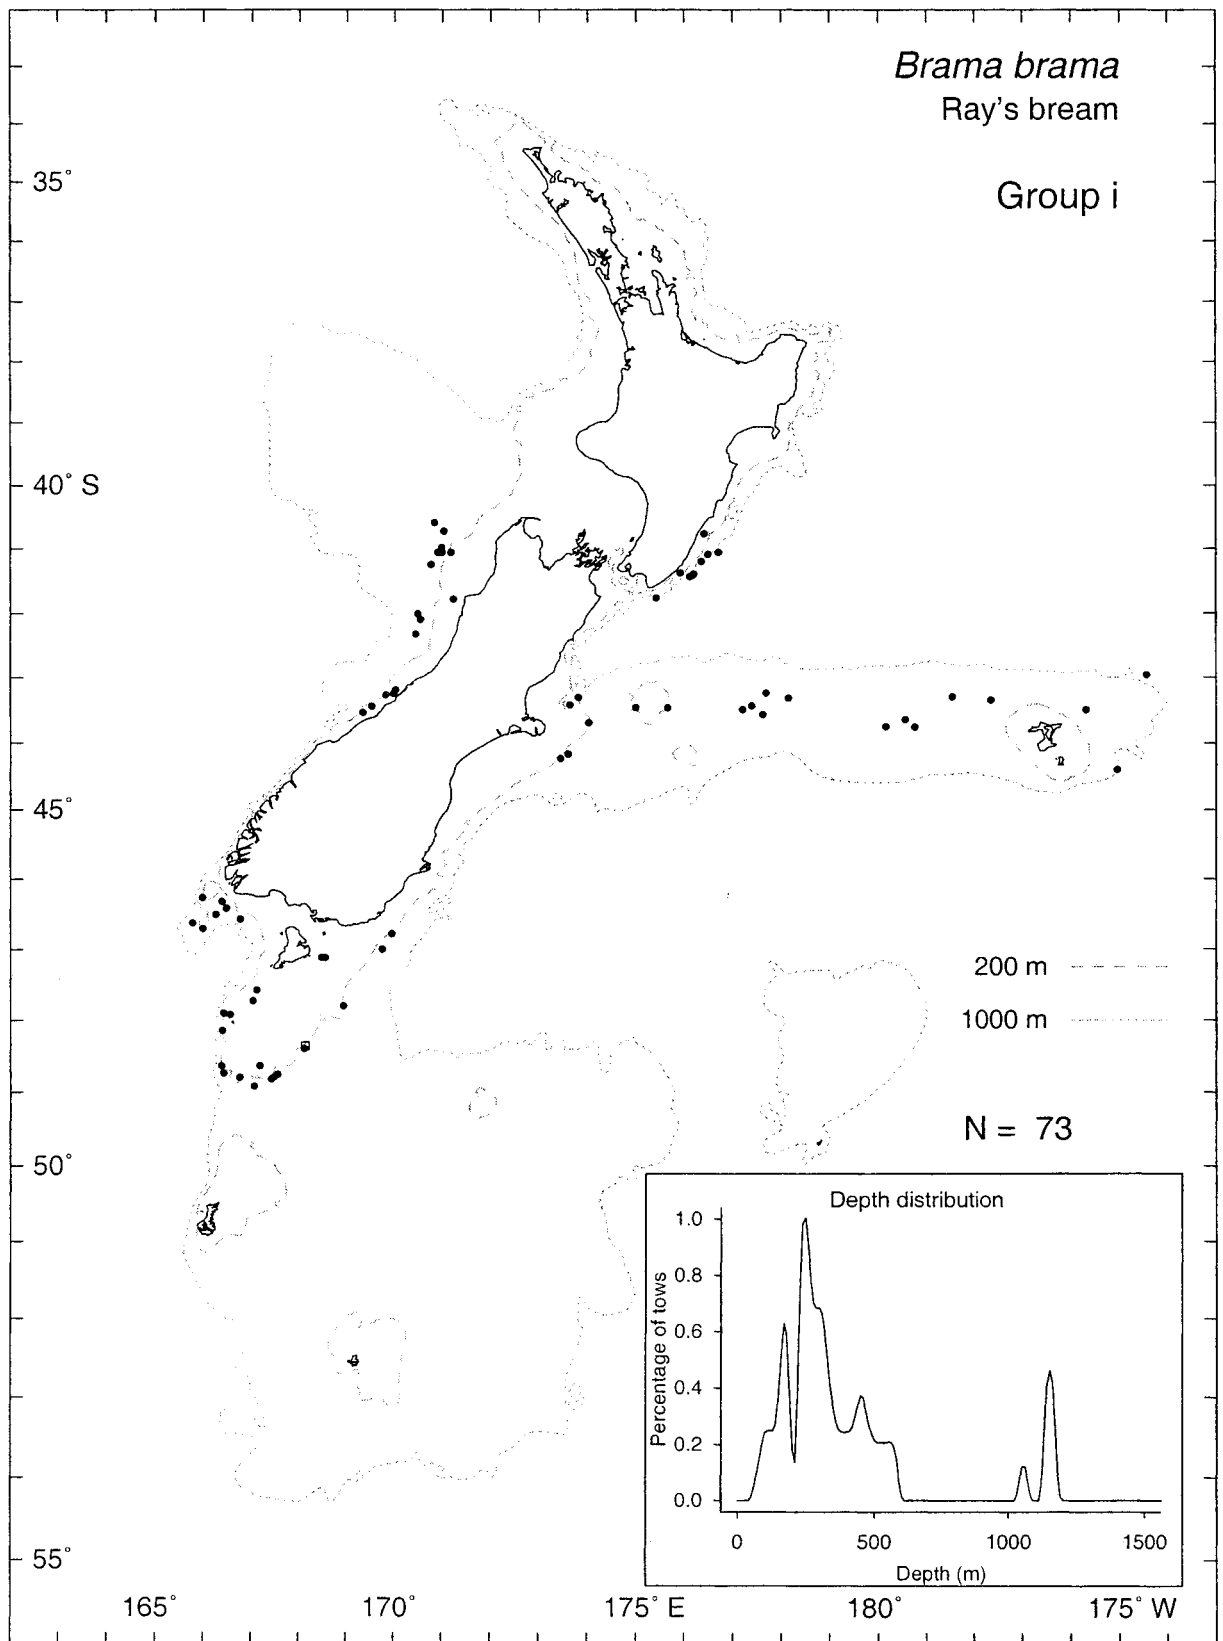 Brama brama
Ray's bream
Group i
35°
40° S
45°
50°
55°
200 m
1000 m
N = 73
Depth distribution
Percentage of tows
1.0
0.8
0.6
0.4
0.2
0.0
0 500 1000 1500
Depth (m)
165° 170° 175° E 180° 175° W